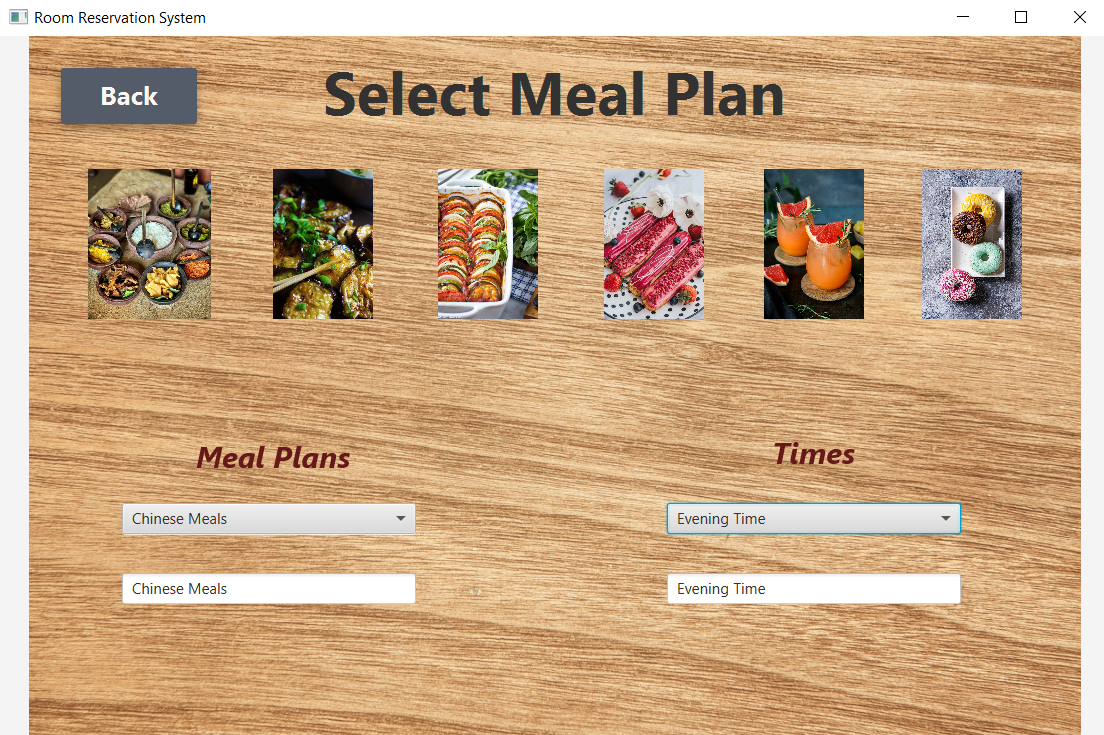 Room Reservation System
Back
Select Meal Plan
Meal Plans
Times
Chinese Meals
Evening Time
Chinese Meals
Evening Time